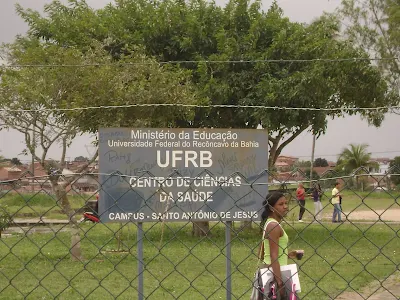 Ministério da Educação
Universidade Federal do Recôncavo da Bahia
UFRB
CENTRO DE CIÊNCIAS
DA SAÚDE
CAMPUS - SANTO ANTÔNIO DE JESUS